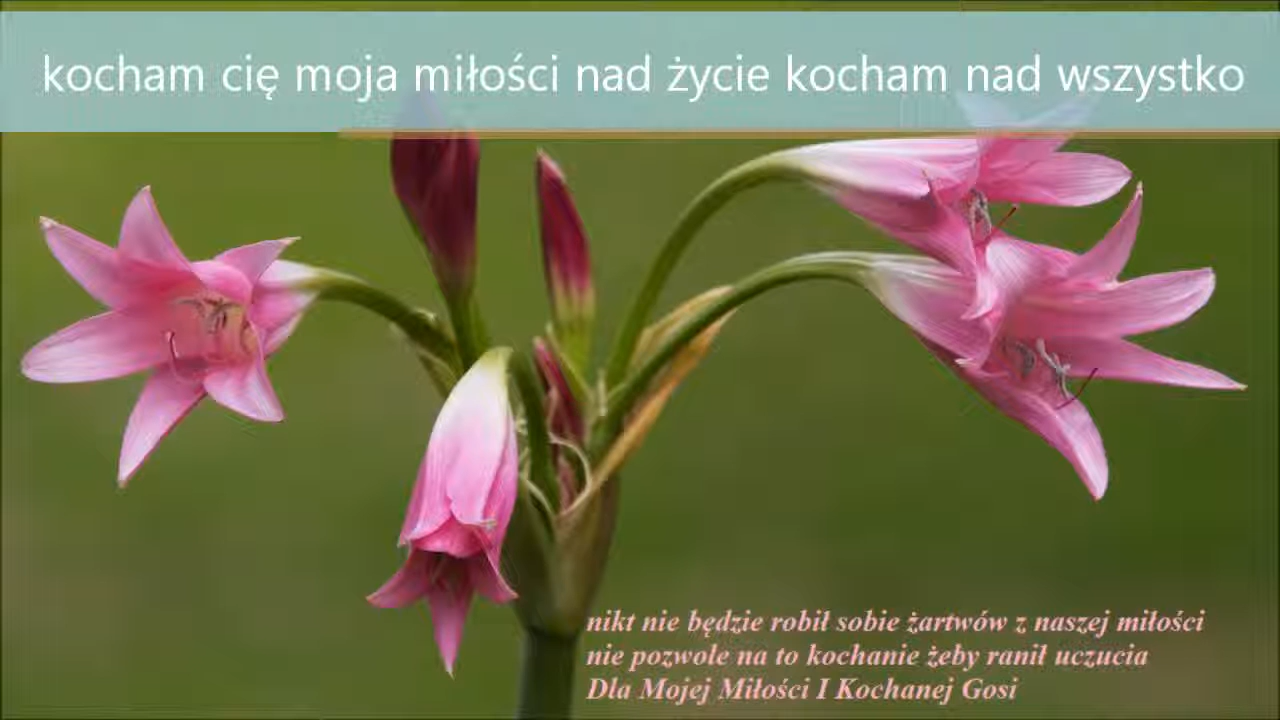 kocham cię moja miłości nad życie kocham nad wszystko
nikt nie będzie robił sobie żartwów z naszej miłości
nie pozwole na to kochanie żeby ranił uczucia
Dla Mojej Miłości I Kochanej Gosi